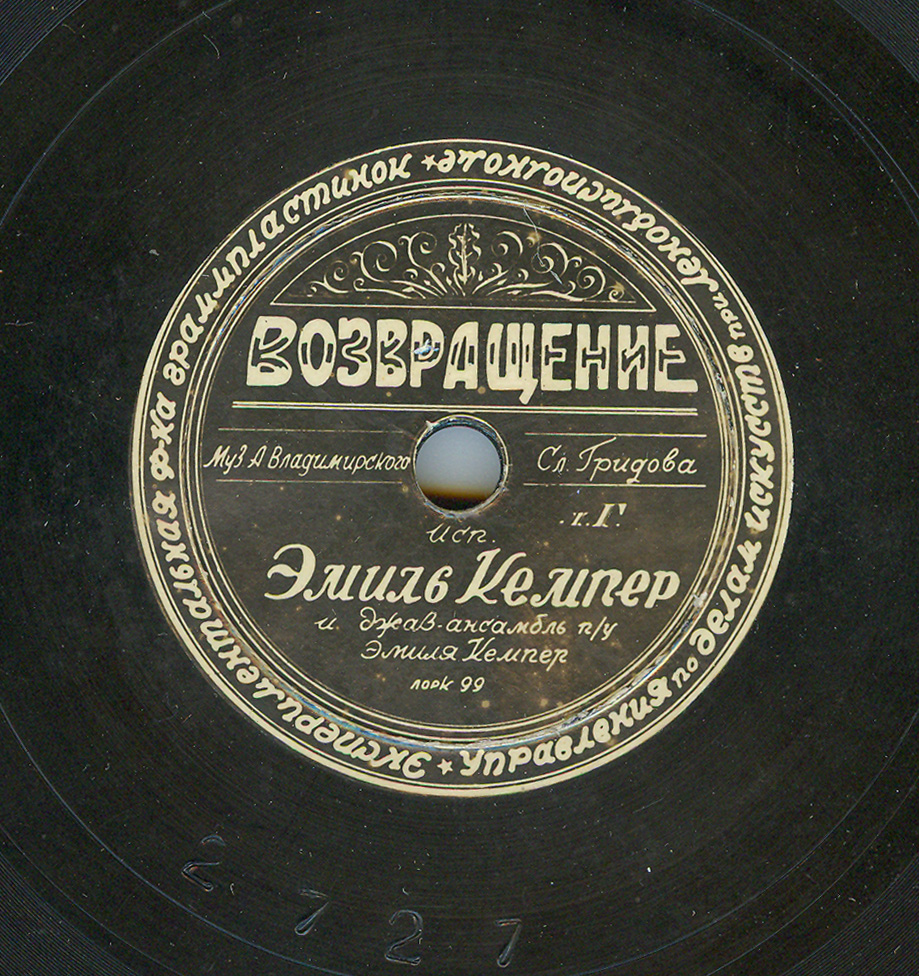 Экспериментальная ф-ка грампластинок ★
Управления по делам искусств при
ВОЗВРАЩЕНИЕ
Муз А Владимирского
Сл. Гридова
т. Г.
исп.
Эмиль Кемпер
и джаз-ансамбль п/у
Эмиля Кемпер
лорк 99
2727